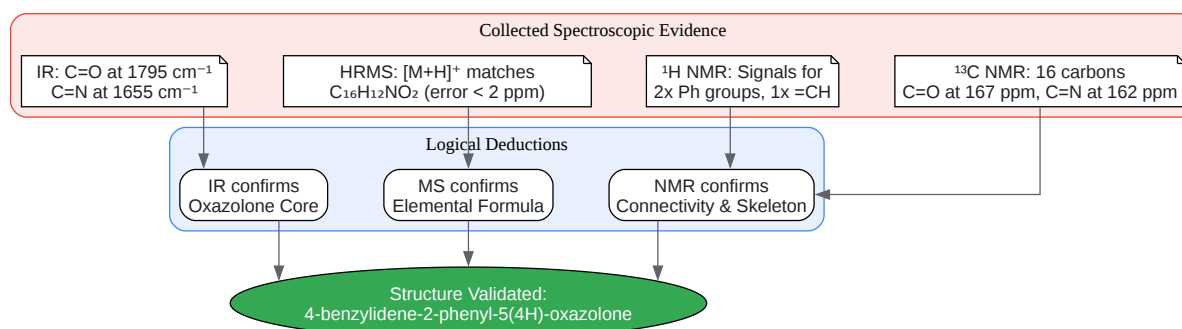 Collected Spectroscopic Evidence
IR: C=O at 1795 cm⁻¹
C=N at 1655 cm⁻¹
HRMS: [M+H]⁺ matches
C₁₆H₁₂NO₂ (error < 2 ppm)
¹H NMR: Signals for
2x Ph groups, 1x =CH
¹³C NMR: 16 carbons
C=O at 167 ppm, C=N at 162 ppm
Logical Deductions
IR confirms
Oxazolone Core
MS confirms
Elemental Formula
NMR confirms
Connectivity & Skeleton
Structure Validated:
4-benzylidene-2-phenyl-5(4H)-oxazolone